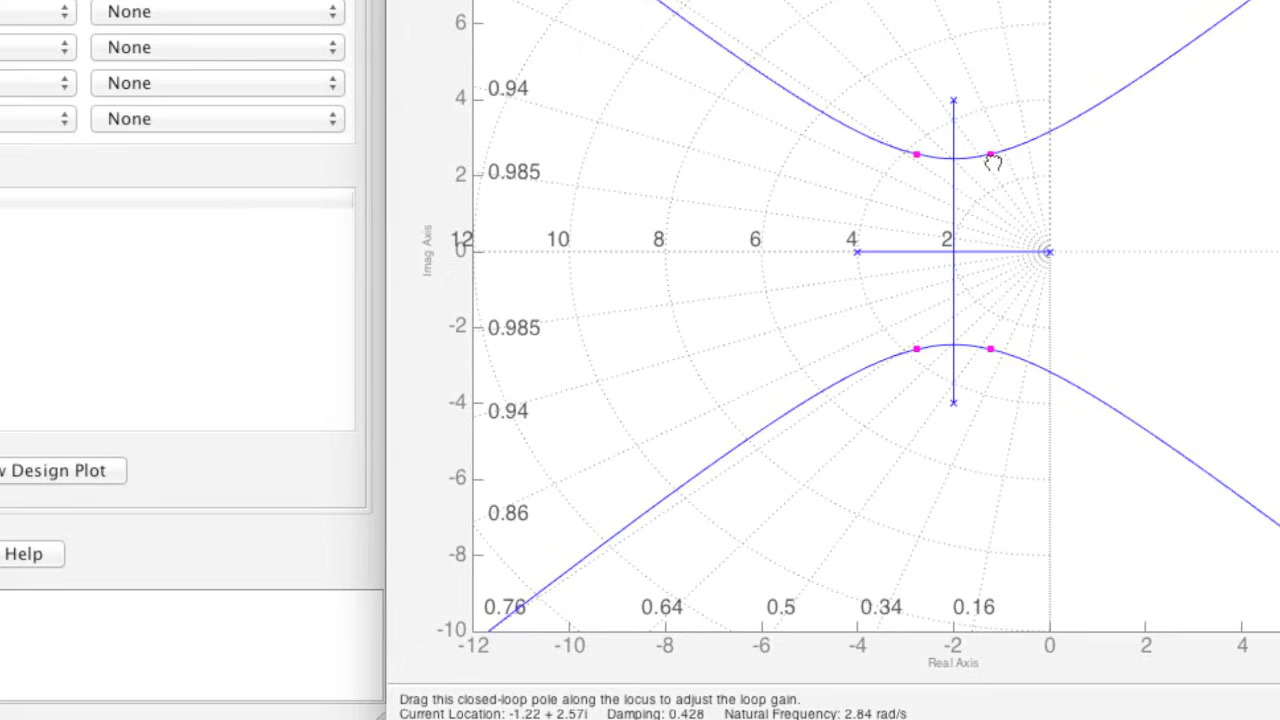 None
None
None
None
w Design Plot
Help
6
4
2
0
-2
-4
-6
-8
-10
Imag Axis
0.94
0.985
12 10 8 6 4 2
0.985
0.94
0.86
0.76 0.64 0.5 0.34 0.16
-12 -10 -8 -6 -4 -2 0 2 4
Real Axis
Drag this closed-loop pole along the locus to adjust the loop gain.
Current Location: -1.22 + 2.57i Damping: 0.428 Natural Frequency: 2.84 rad/s